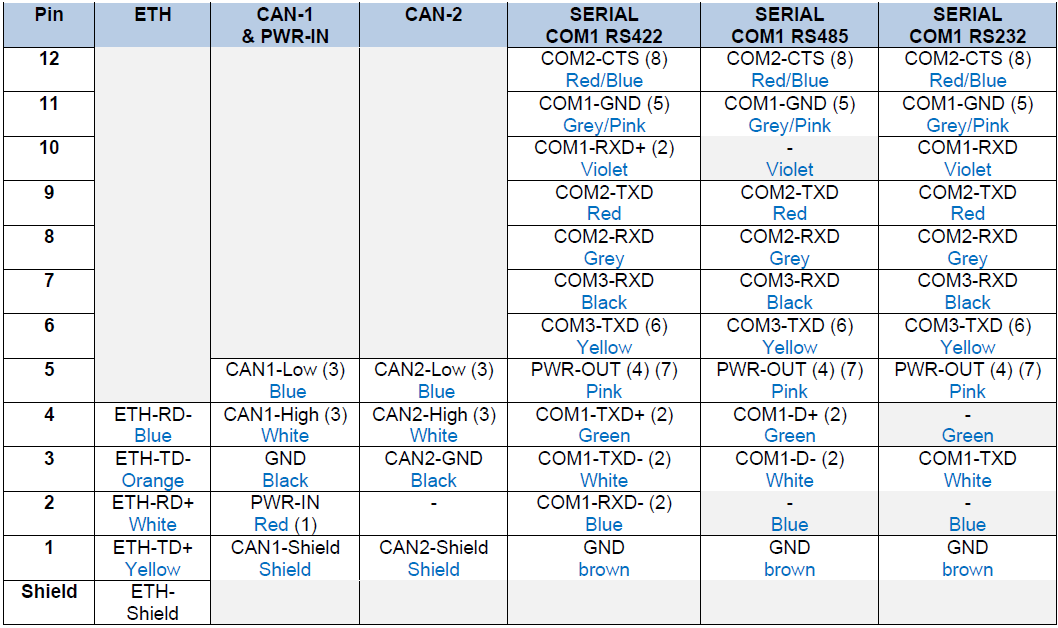 Pin ETH CAN-1 & PWR-IN CAN-2 SERIAL COM1 RS422 SERIAL COM1 RS485 SERIAL COM1 RS232
12 COM2-CTS (8) COM2-CTS (8) COM2-CTS (8)
Red/Blue Red/Blue Red/Blue
11 COM1-GND (5) COM1-GND (5) COM1-GND (5)
Grey/Pink Grey/Pink Grey/Pink
10 COM1-RXD+ (2) - COM1-RXD
Violet Violet Violet
9 COM2-TXD COM2-TXD COM2-TXD
Red Red Red
8 COM2-RXD COM2-RXD COM2-RXD
Grey Grey Grey
7 COM3-RXD COM3-RXD COM3-RXD
Black Black Black
6 COM3-TXD (6) COM3-TXD (6) COM3-TXD (6)
Yellow Yellow Yellow
5 CAN1-Low (3) CAN2-Low (3) PWR-OUT (4) (7) PWR-OUT (4) (7) PWR-OUT (4) (7)
Blue Blue Pink Pink Pink
4 ETH-RD- CAN1-High (3) CAN2-High (3) COM1-TXD+ (2) COM1-D+ (2) -
Blue White White Green Green Green
3 ETH-TD- GND CAN2-GND COM1-TXD- (2) COM1-D- (2) COM1-TXD
Orange Black Black White White White
2 ETH-RD+ PWR-IN - COM1-RXD- (2) - -
White Red (1) Blue Blue Blue
1 ETH-TD+ CAN1-Shield CAN2-Shield GND GND GND
Yellow Shield Shield brown brown brown
Shield ETH-
Shield